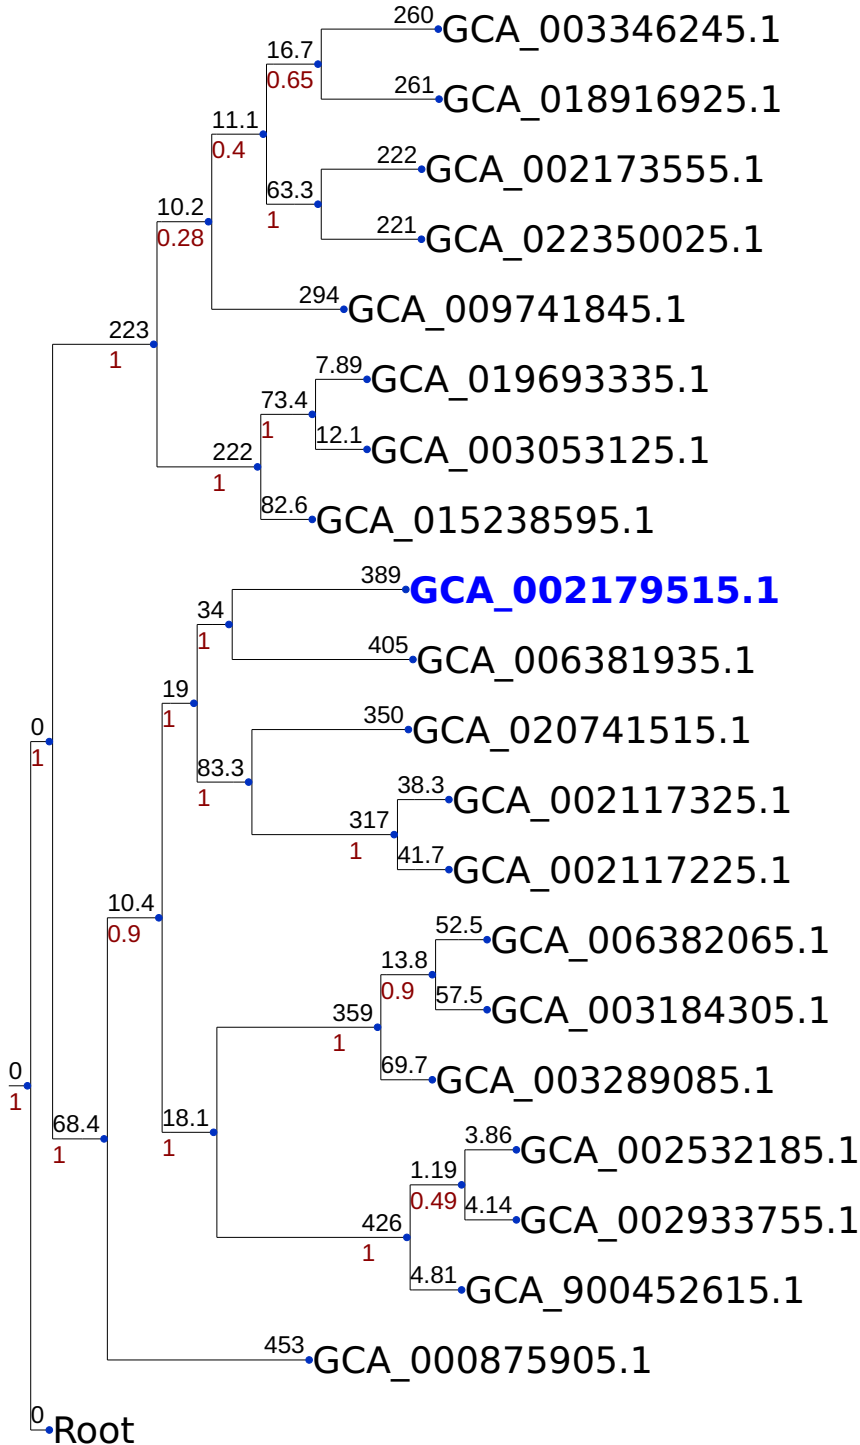 260 GCA_003346245.1
16.7
0.65
261 GCA_018916925.1
11.1
0.4
222 GCA_002173555.1
63.3
1
221 GCA_022350025.1
10.2
0.28
294 GCA_009741845.1
223
1
7.89 GCA_019693335.1
73.4
1
12.1 GCA_003053125.1
222
1
82.6 GCA_015238595.1
389 GCA_002179515.1
34
1
405 GCA_006381935.1
19
1
350 GCA_020741515.1
0
1
83.3
1
38.3 GCA_002117325.1
317
1
41.7 GCA_002117225.1
10.4
0.9
52.5 GCA_006382065.1
13.8
0.9
57.5 GCA_003184305.1
359
1
69.7 GCA_003289085.1
0
1
68.4
1
18.1
1
3.86 GCA_002532185.1
1.19
0.49
4.14 GCA_002933755.1
426
1
4.81 GCA_900452615.1
453 GCA_000875905.1
0 Root